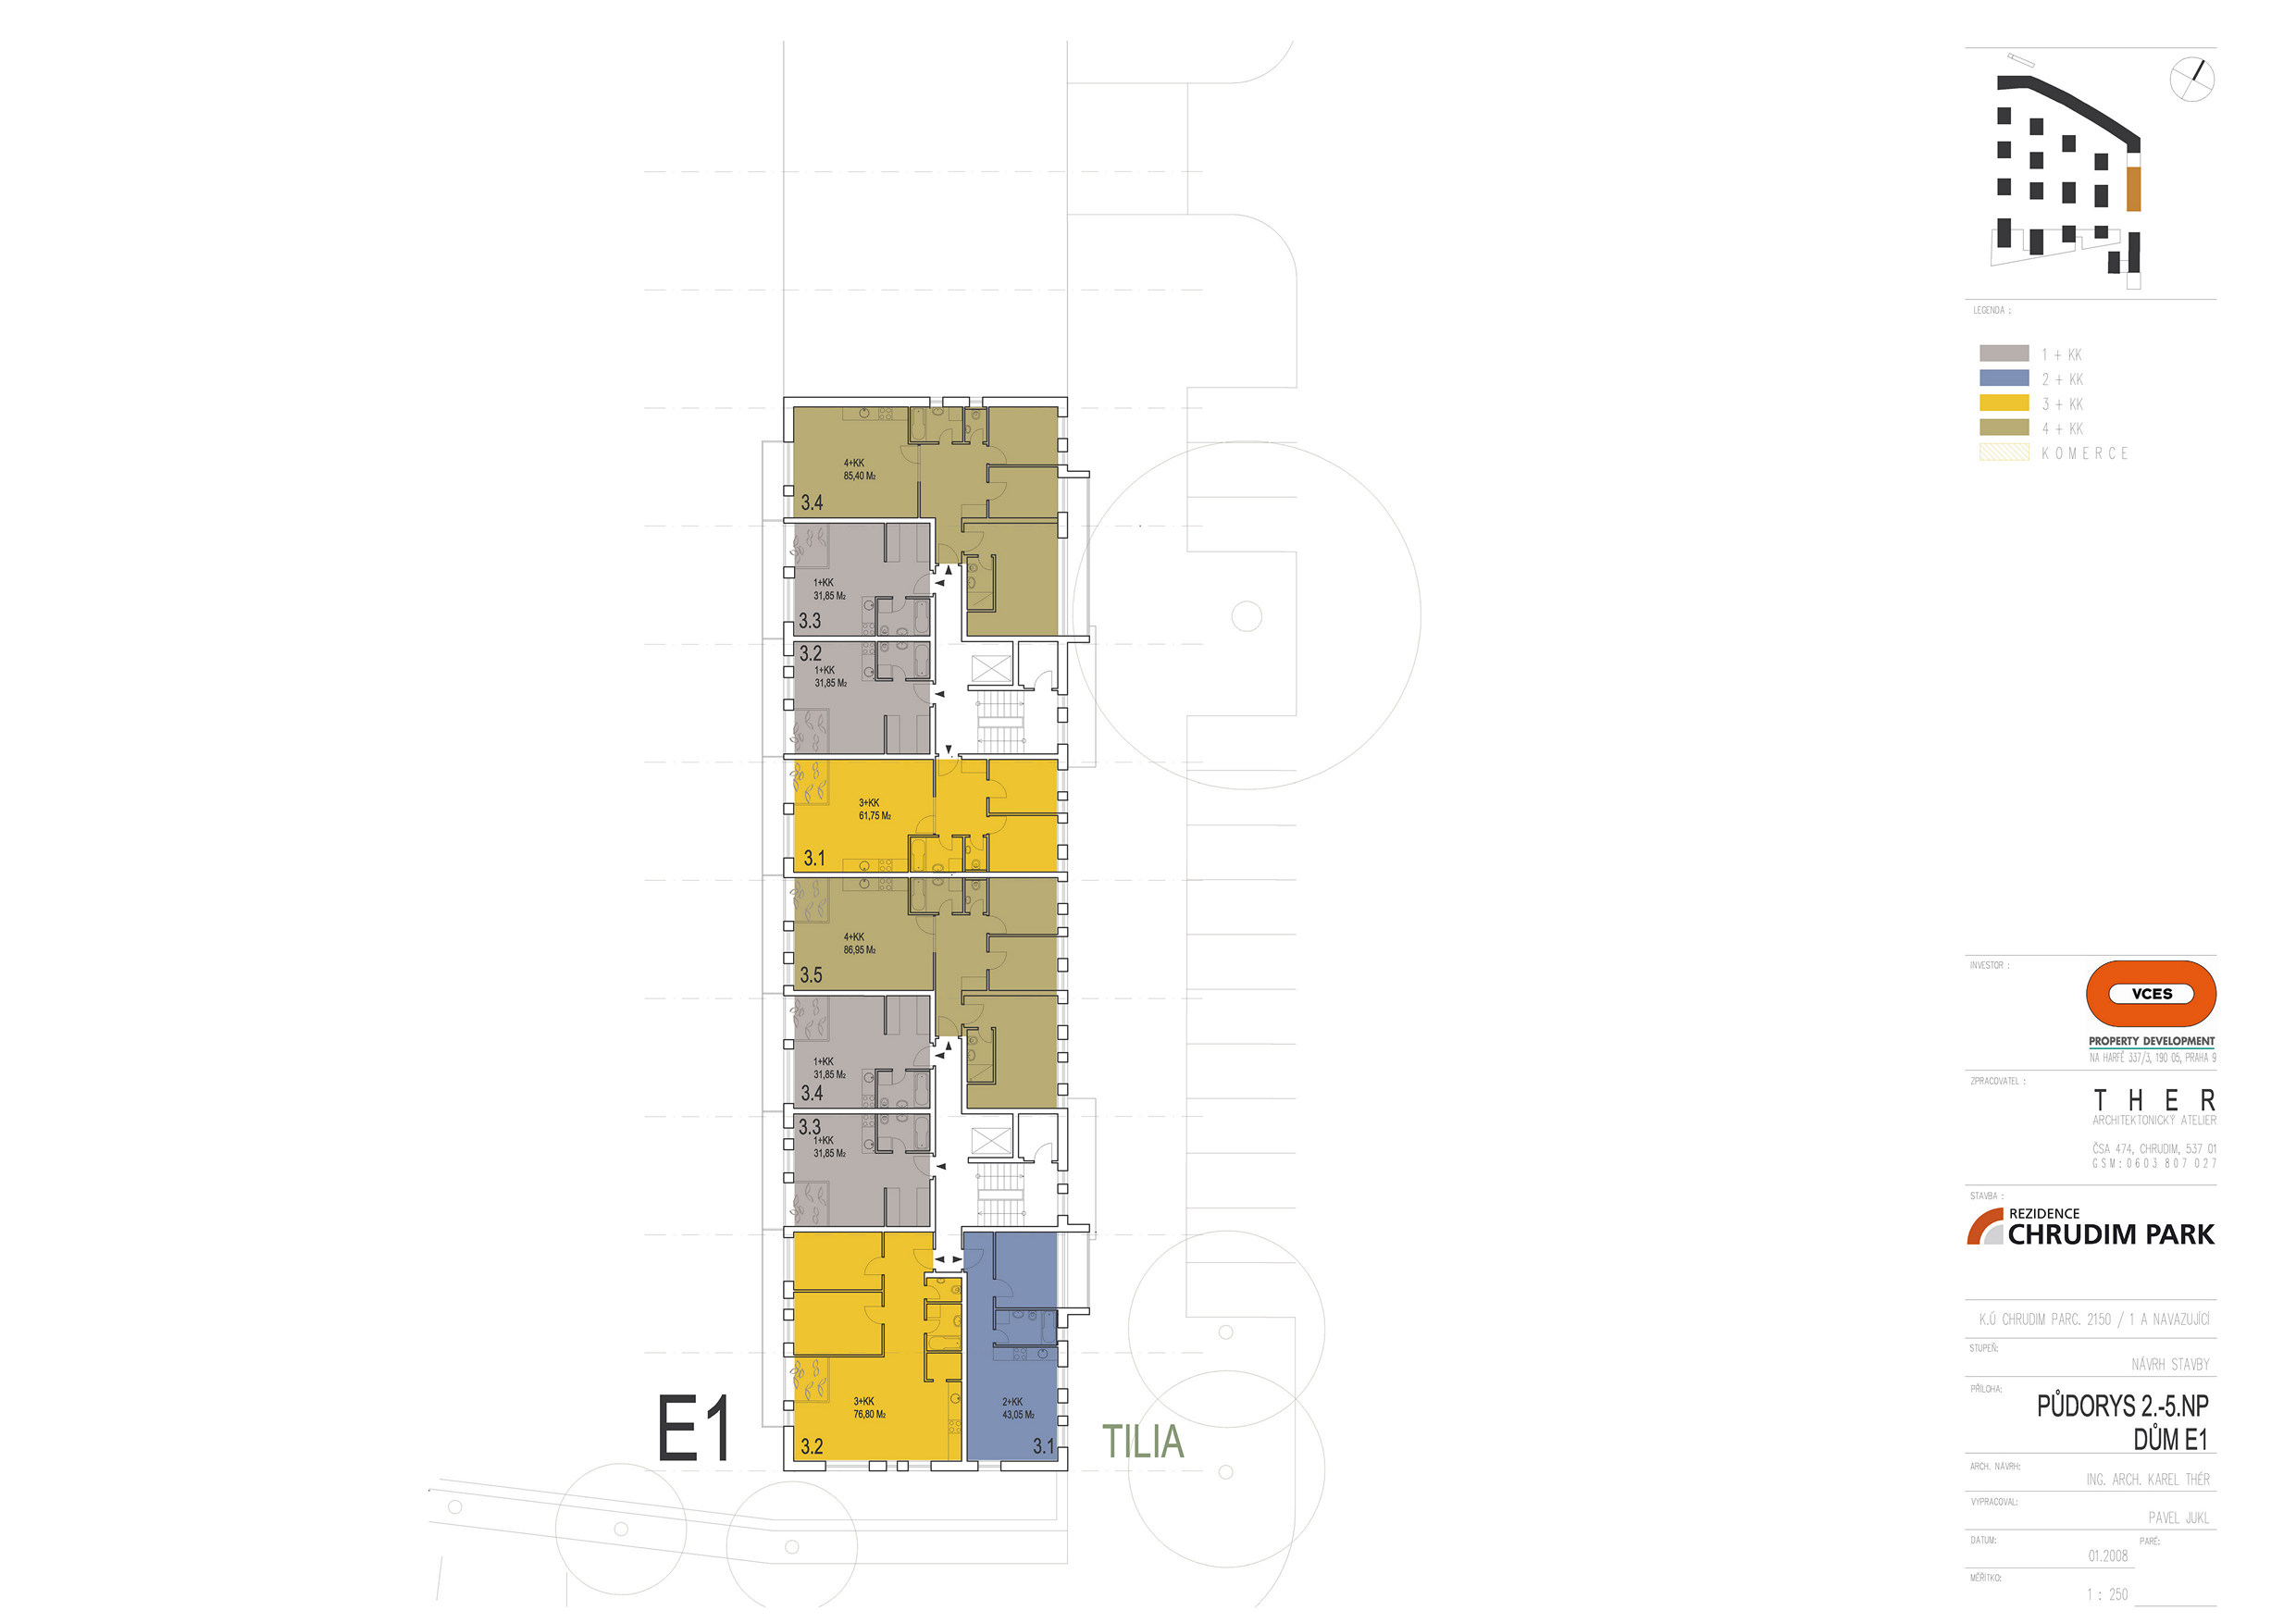 4+KK
85,40 M2
3.4
1+KK
31,85 M2
3.3
3.2
1+KK
31,85 M2
3+KK
61,75 M2
3.1
4+KK
86,95 M2
3.5
1+KK
31,85 M2
3.4
3.3
1+KK
31,85 M2
3+KK
76,80 M2
3.2
2+KK
43,05 M2
3.1
E1
TILIA
LEGENDA :
1 + KK
2 + KK
3 + KK
4 + KK
KOMERCE
INVESTOR :
VCES
PROPERTY DEVELOPMENT
NA HARFĚ 337/3, 190 05, PRAHA 9
ZPRACOVATEL :
THER
ARCHITEKTONICKÝ ATELIER
ČSA 474, CHRUDIM, 537 01
GSM:0603 807 027
STAVBA :
REZIDENCE
CHRUDIM PARK
K.Ú CHRUDIM PARC. 2150 / 1 A NAVAZUJÍCÍ
STUPEŇ:
NÁVRH STAVBY
PŘÍLOHA:
PŮDORYS 2.-5.NP
DŮM E1
ARCH. NÁVRH:
ING. ARCH. KAREL THÉR
VYPRACOVAL:
PAVEL JUKL
DATUM:
PARÉ:
01.2008
MĚŘÍTKO:
1 : 250